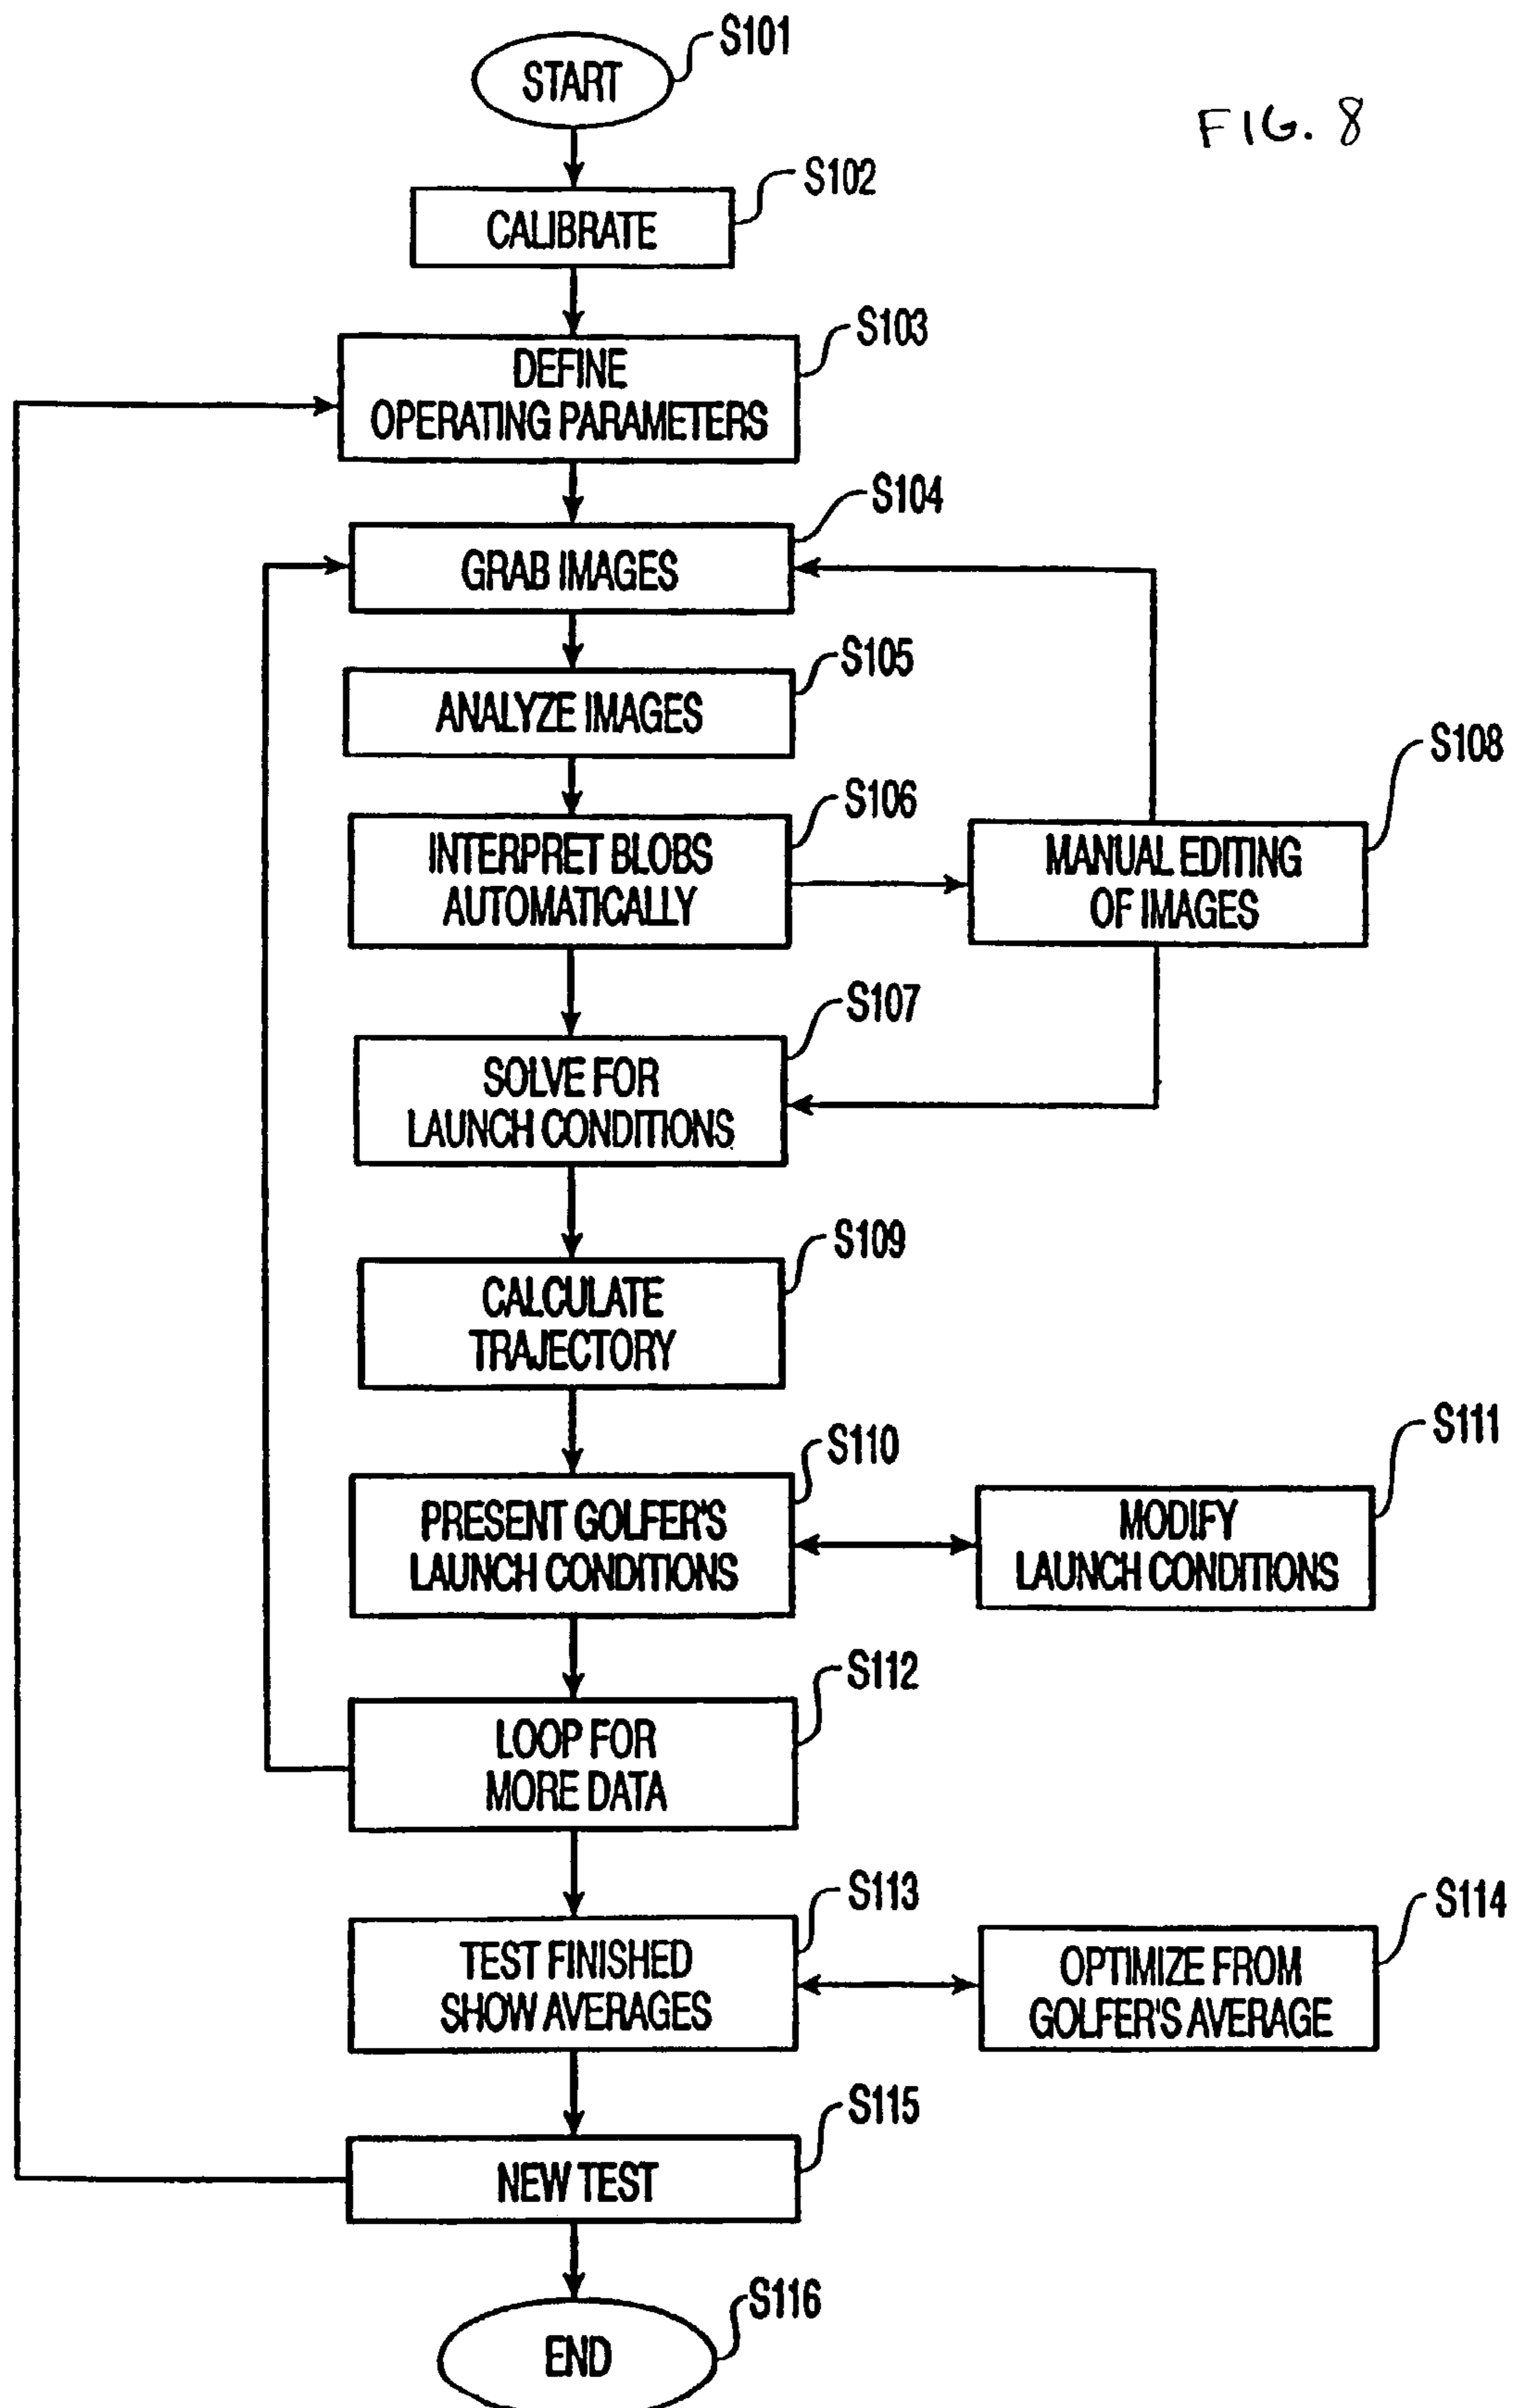 S101
START
FIG. 8
S102
CALIBRATE
S103
DEFINE
OPERATING PARAMETERS
S104
GRAB IMAGES
S105
ANALYZE IMAGES
S106
INTERPRET BLOBS
AUTOMATICALLY
S108
MANUAL EDITING
OF IMAGES
S107
SOLVE FOR
LAUNCH CONDITIONS
S109
CALCULATE
TRAJECTORY
S110
PRESENT GOLFER'S
LAUNCH CONDITIONS
S111
MODIFY
LAUNCH CONDITIONS
S112
LOOP FOR
MORE DATA
S113
TEST FINISHED
SHOW AVERAGES
S114
OPTIMIZE FROM
GOLFER'S AVERAGE
S115
NEW TEST
S116
END